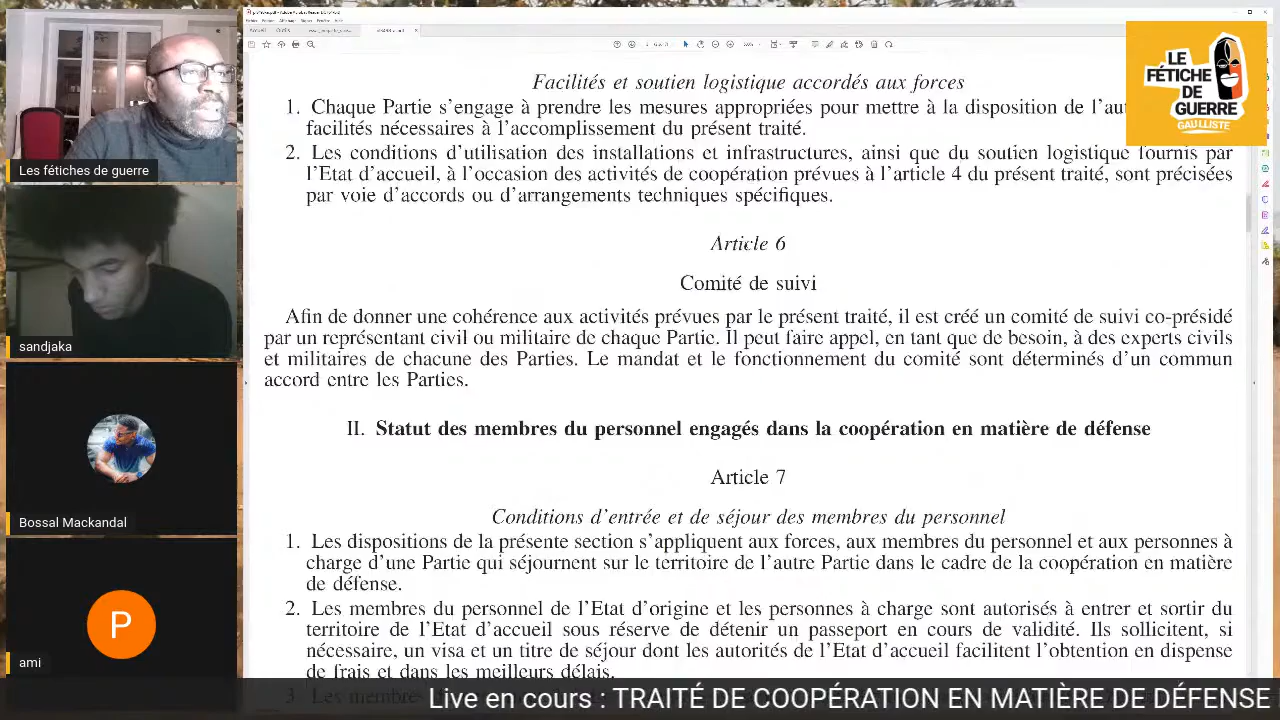 Facilités et soutien logistique accordés aux forces
1. Chaque Partie s'engage à prendre les mesures appropriées pour mettre à la disposition de l'aut
facilités nécessaires à l'accomplissement du présent traité.
2. Les conditions d'utilisation des installations et infrastructures, ainsi que du soutien logistique fournis par
l'Etat d'accueil, à l'occasion des activités de coopération prévues à l'article 4 du présent traité, sont précisées
par voie d'accords ou d'arrangements techniques spécifiques.
Article 6
Comité de suivi
Afin de donner une cohérence aux activités prévues par le présent traité, il est créé un comité de suivi co-présidé
par un représentant civil ou militaire de chaque Partie. Il peut faire appel, en tant que de besoin, à des experts civils
et militaires de chacune des Parties. Le mandat et le fonctionnement du comité sont déterminés d'un commun
accord entre les Parties.
II. Statut des membres du personnel engagés dans la coopération en matière de défense
Article 7
Conditions d'entrée et de séjour des membres du personnel
1. Les dispositions de la présente section s'appliquent aux forces, aux membres du personnel et aux personnes à
charge d'une Partie qui séjournent sur le territoire de l'autre Partie dans le cadre de la coopération en matière
de défense.
2. Les membres du personnel de l'Etat d'origine et les personnes à charge sont autorisés à entrer et sortir du
territoire de l'Etat d'accueil sous réserve de détenir un passeport en cours de validité. Ils sollicitent, si
nécessaire, un visa et un titre de séjour dont les autorités de l'Etat d'accueil facilitent l'obtention en dispense
de frais et dans les meilleurs délais.
3. Les membres
LE
FÉTICHE
DE
GUERRE
GAULLISTE
Les fétiches de guerre
sandjaka
Bossal Mackandal
P
ami
Live en cours : TRAITÉ DE COOPÉRATION EN MATIÈRE DE DÉFENSE